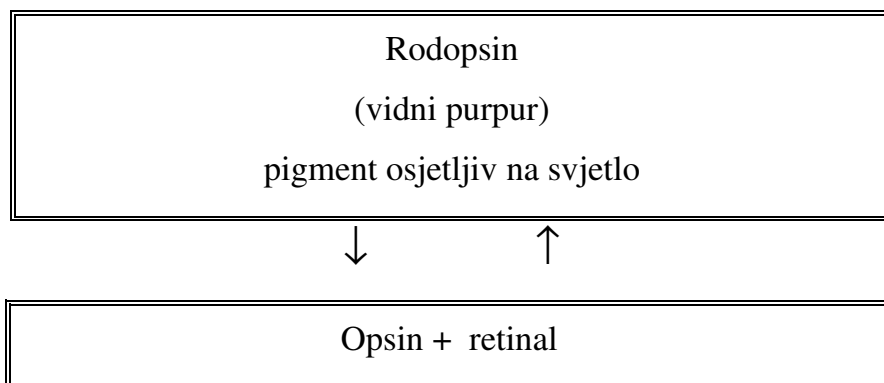 Rodopsin
(vidni purpur)
pigment osjetljiv na svjetlo
↓ ↑
Opsin + retinal